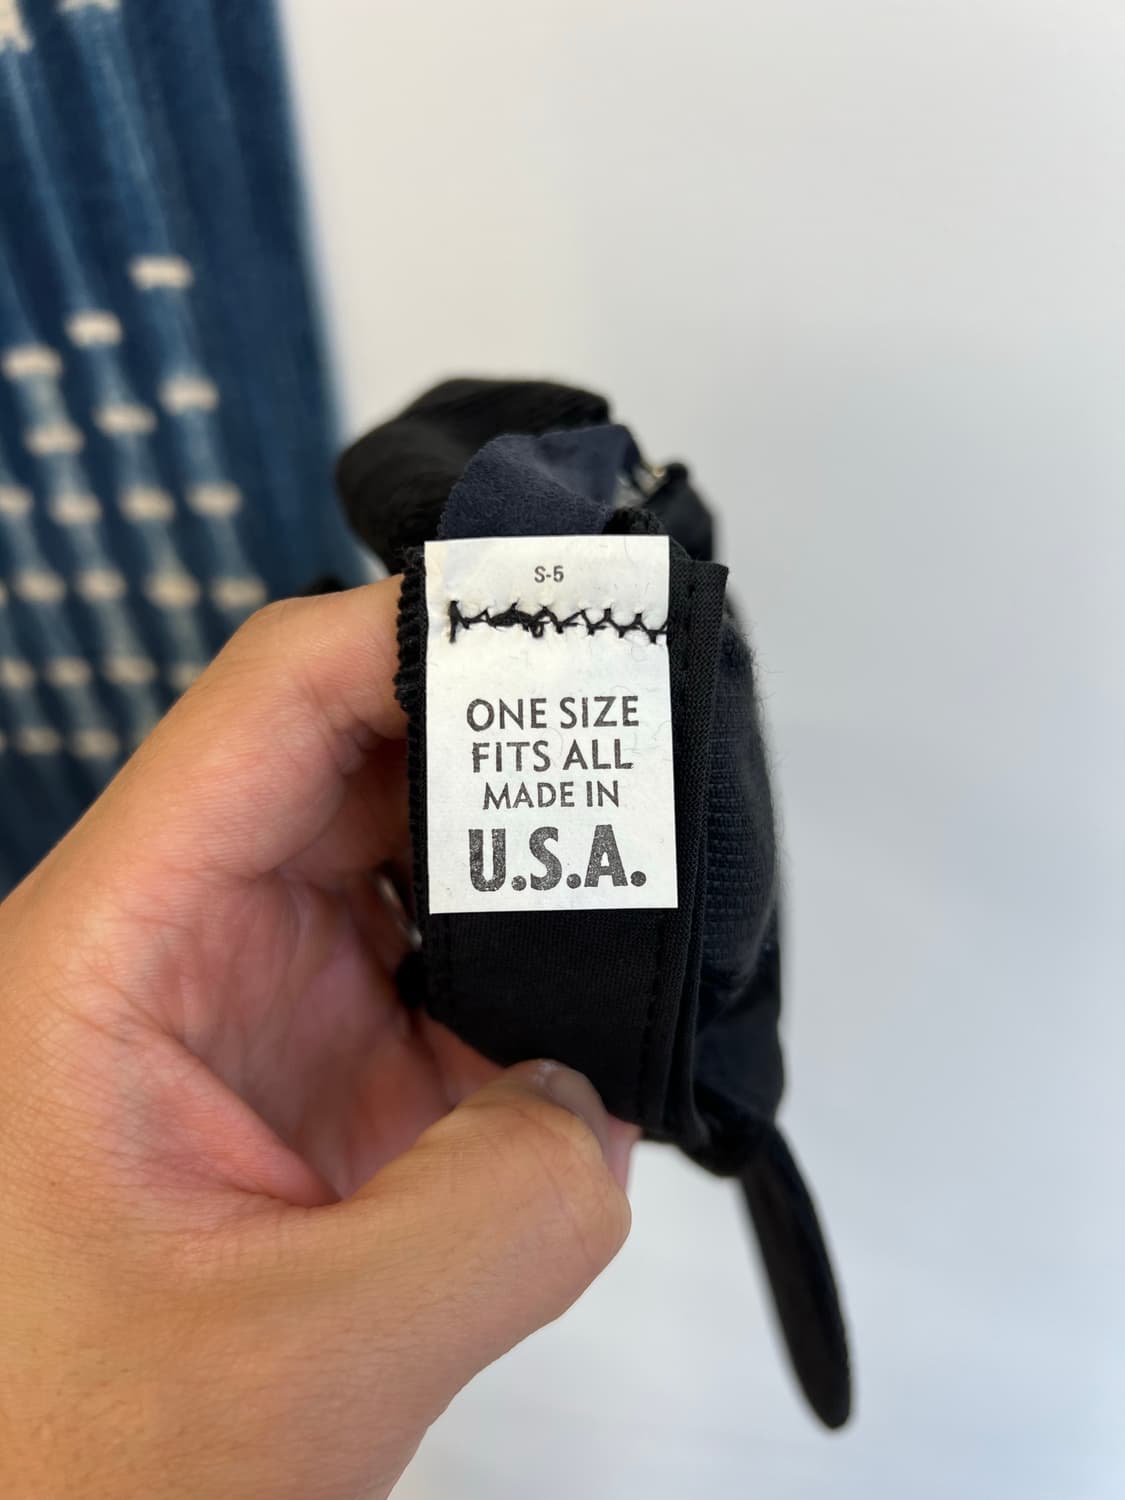 S-5
ONE SIZE
FITS ALL
MADE IN
U.S.A.